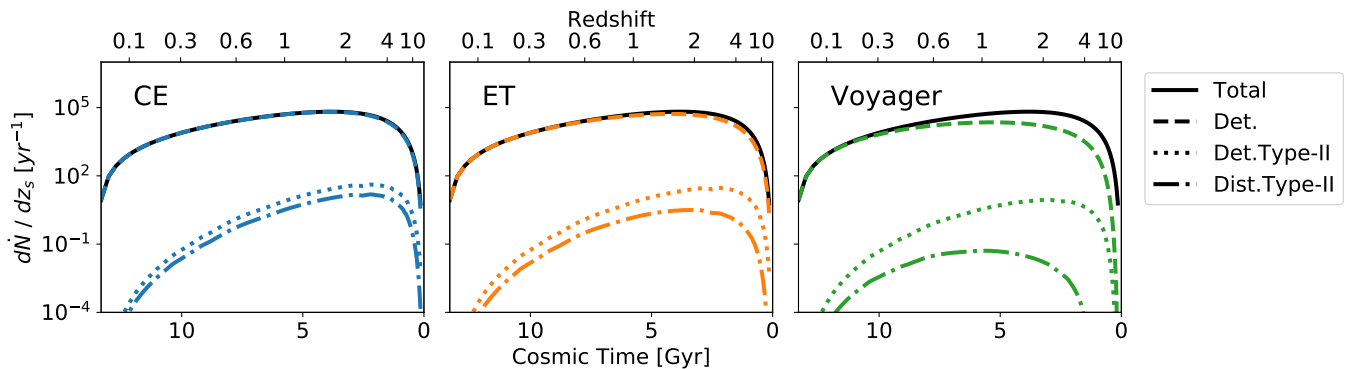 Redshift
0.1 0.3 0.6 1 2 4 10 0.1 0.3 0.6 1 2 4 10 0.1 0.3 0.6 1 2 4 10
CE ET Voyager
10^5
10^2
10^{-1}
10^{-4}
dṄ / dz_s [yr^{-1}]
10 5 0 10 5 0 10 5 0
Cosmic Time [Gyr]
Total
Det.
Det.Type-II
Dist.Type-II